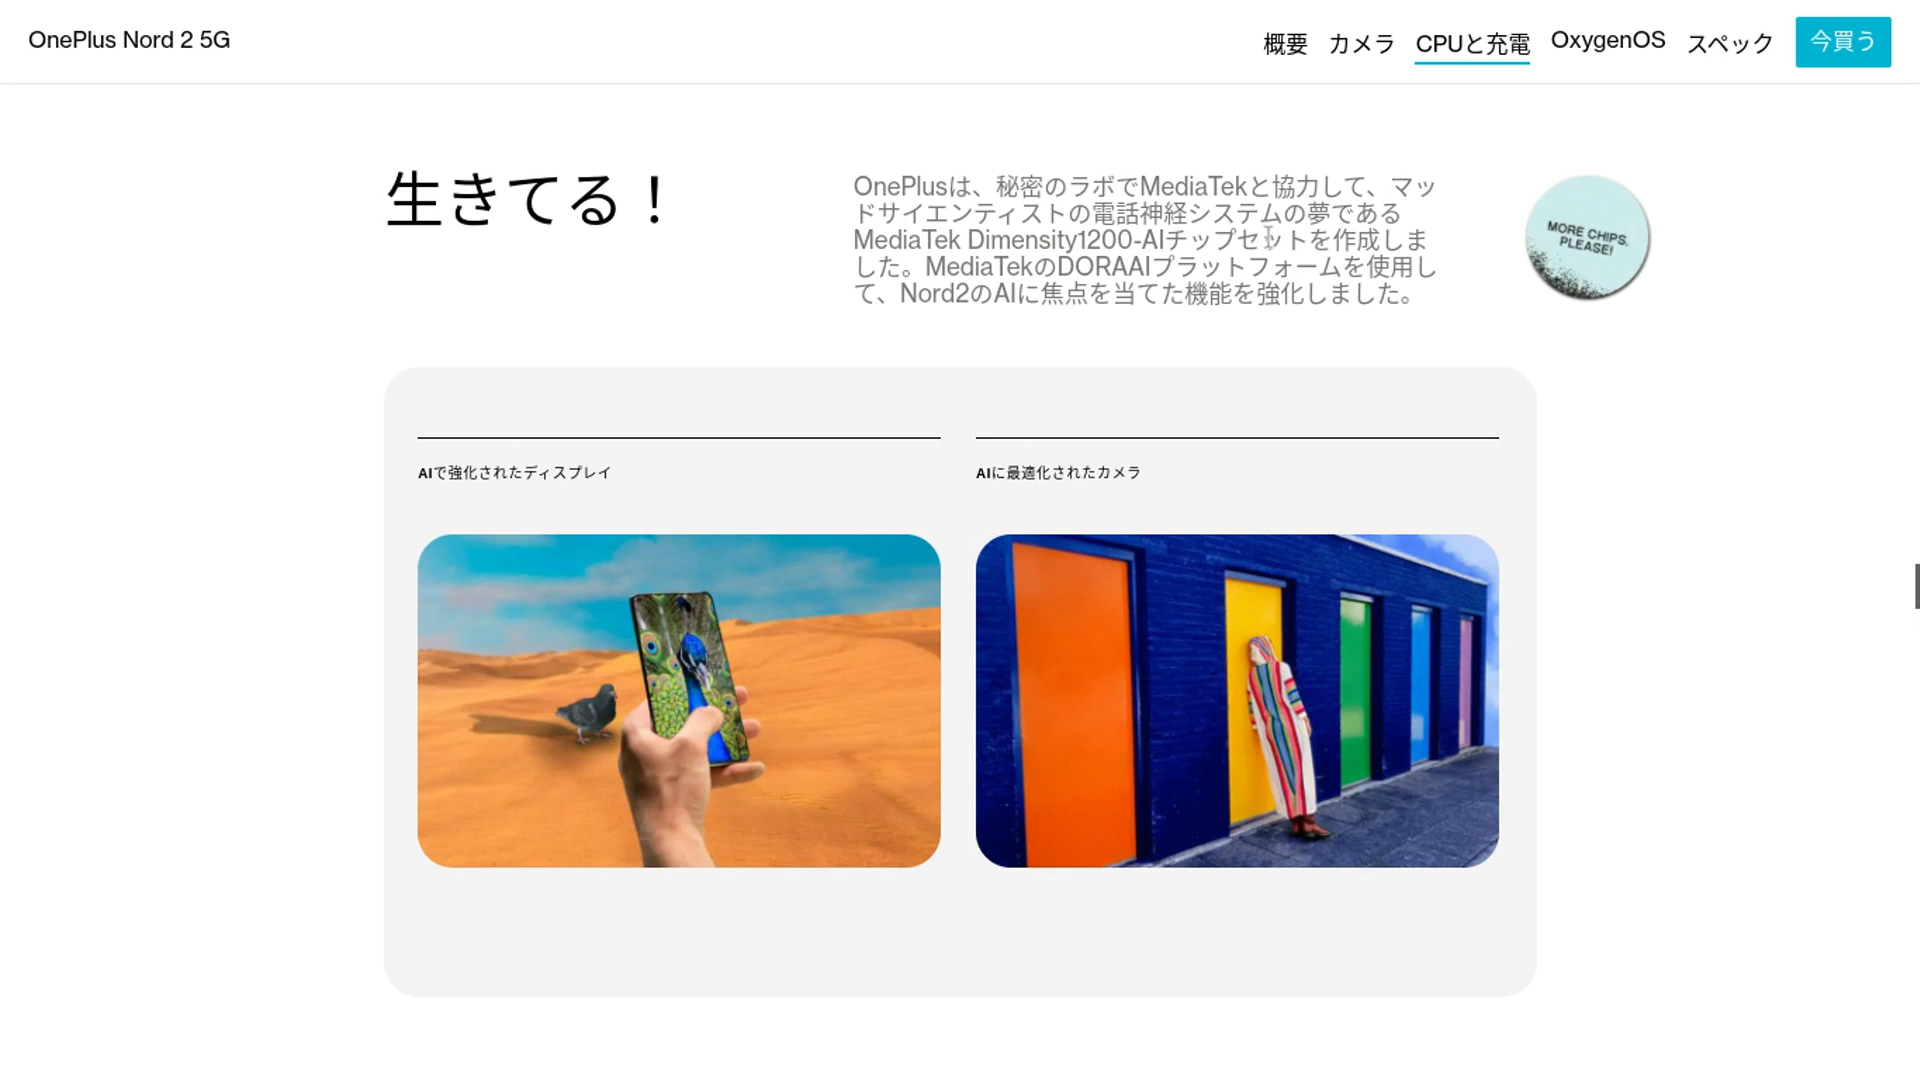 OnePlus Nord 2 5G
概要 カメラ CPUと充電 OxygenOS スペック 今買う
生きてる！
OnePlusは、秘密のラボでMediaTekと協力して、マッ
ドサイエンティストの電話神経システムの夢である
MediaTek Dimensity1200-AIチップセットを作成しま
した。MediaTekのDORAAIプラットフォームを使用し
て、Nord2のAIに焦点を当てた機能を強化しました。
MORE CHIPS,
PLEASE!
AIで強化されたディスプレイ
AIに最適化されたカメラ